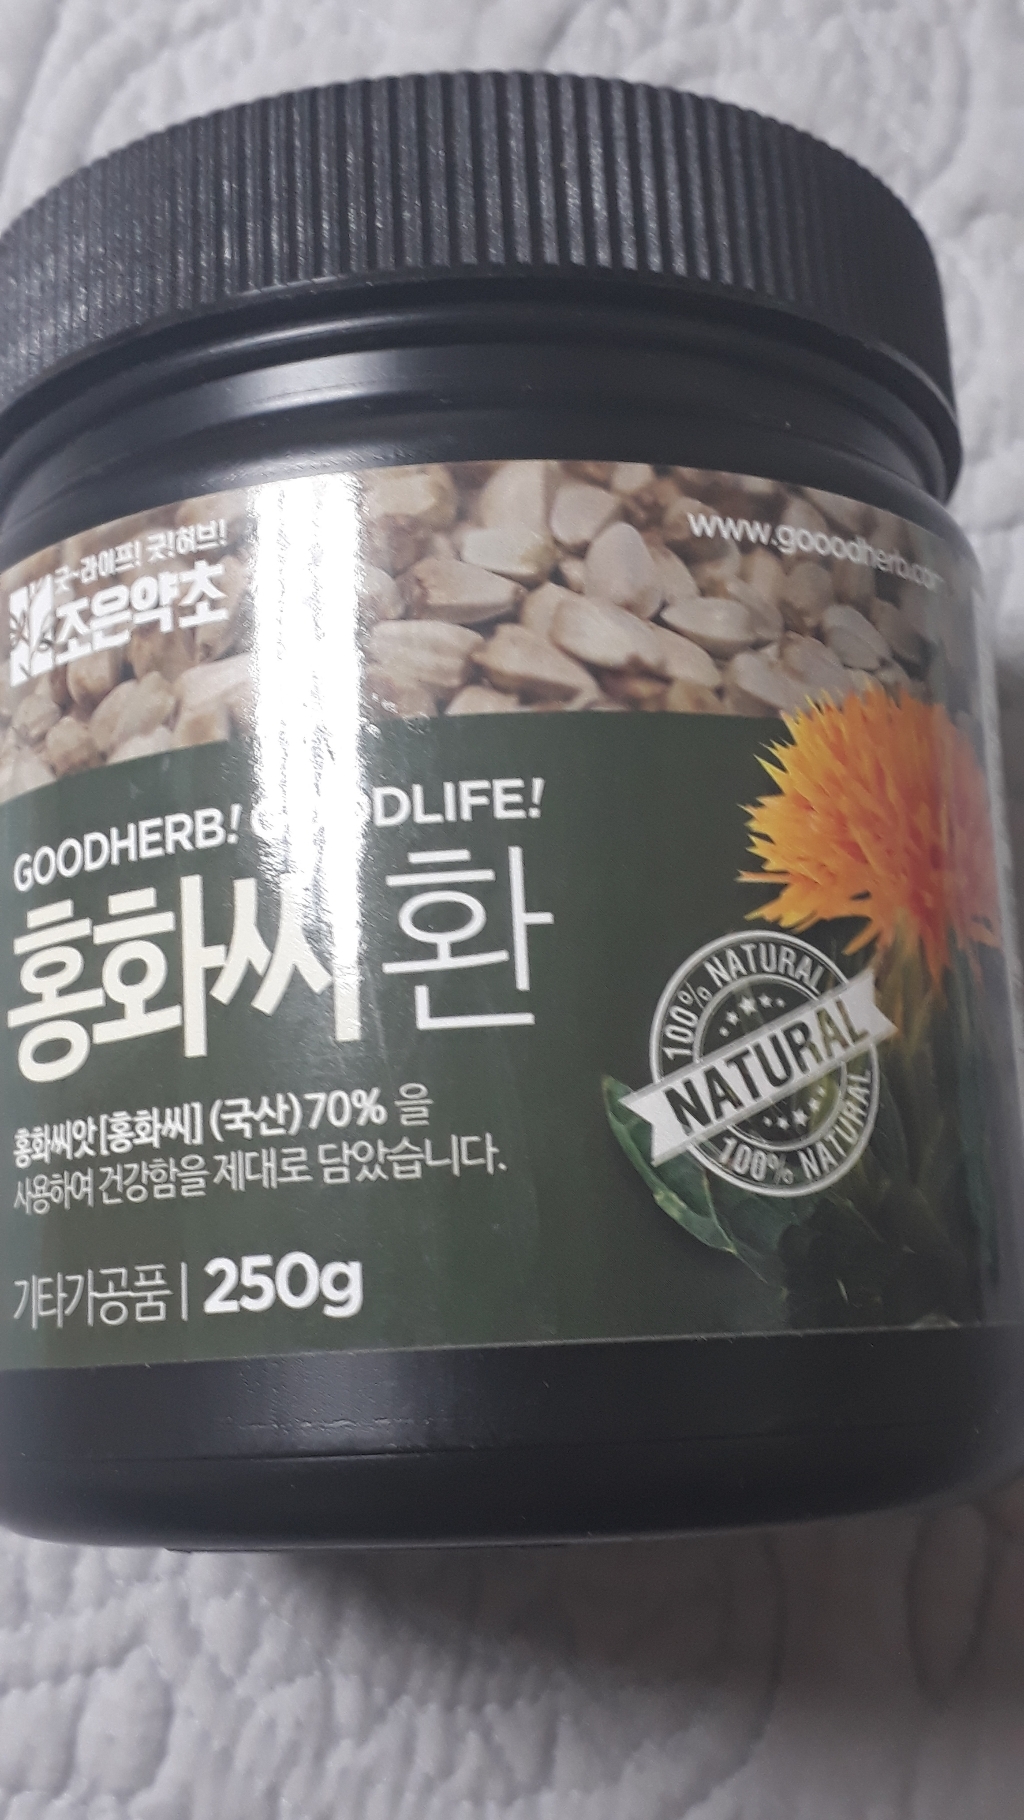 굿~라이프! 굿!허브!
조은약초
www.gooodherb.com
GOODHERB! DLIFE!
홍화씨환
홍화씨앗[홍화씨] (국산)70% 을
사용하여 건강함을 제대로 담았습니다.
기타가공품 | 250g
100% NATURAL
NATURAL
100% NATURAL